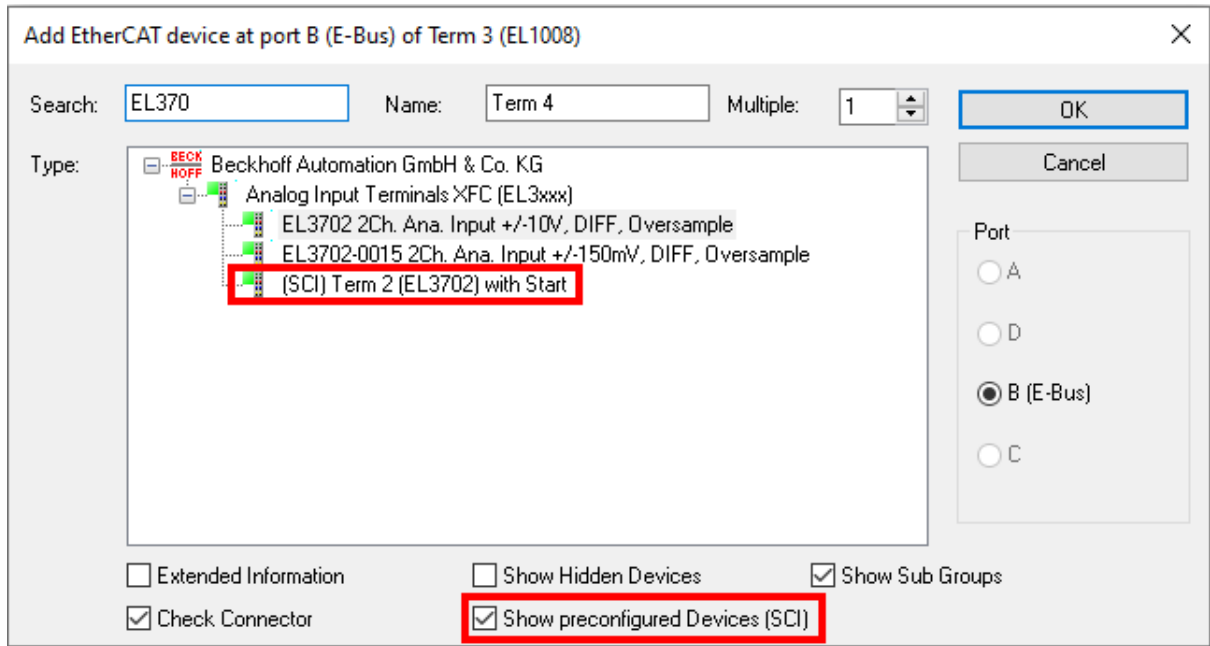 Add EtherCAT device at port B (E-Bus) of Term 3 (EL1008)
Search: EL370 Name: Term 4 Multiple: 1 OK
Type: BECKHOFF Beckhoff Automation GmbH & Co. KG Cancel
Analog Input Terminals XFC (EL3xxx)
EL3702 2Ch. Ana. Input +/-10V, DIFF, Oversample
Port
EL3702-0015 2Ch. Ana. Input +/-150mV, DIFF, Oversample
A
(SCI) Term 2 (EL3702) with Start
D
B (E-Bus)
C
Extended Information Show Hidden Devices Show Sub Groups
Check Connector Show preconfigured Devices (SCI)